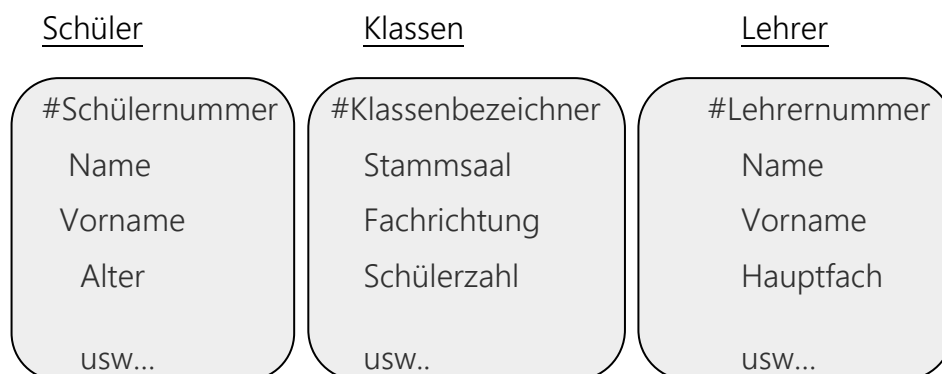 Schüler Klassen Lehrer
#Schülernummer #Klassenbezeichner #Lehrernummer
Name Stammsaal Name
Vorname Fachrichtung Vorname
Alter Schülerzahl Hauptfach
usw... usw.. usw...